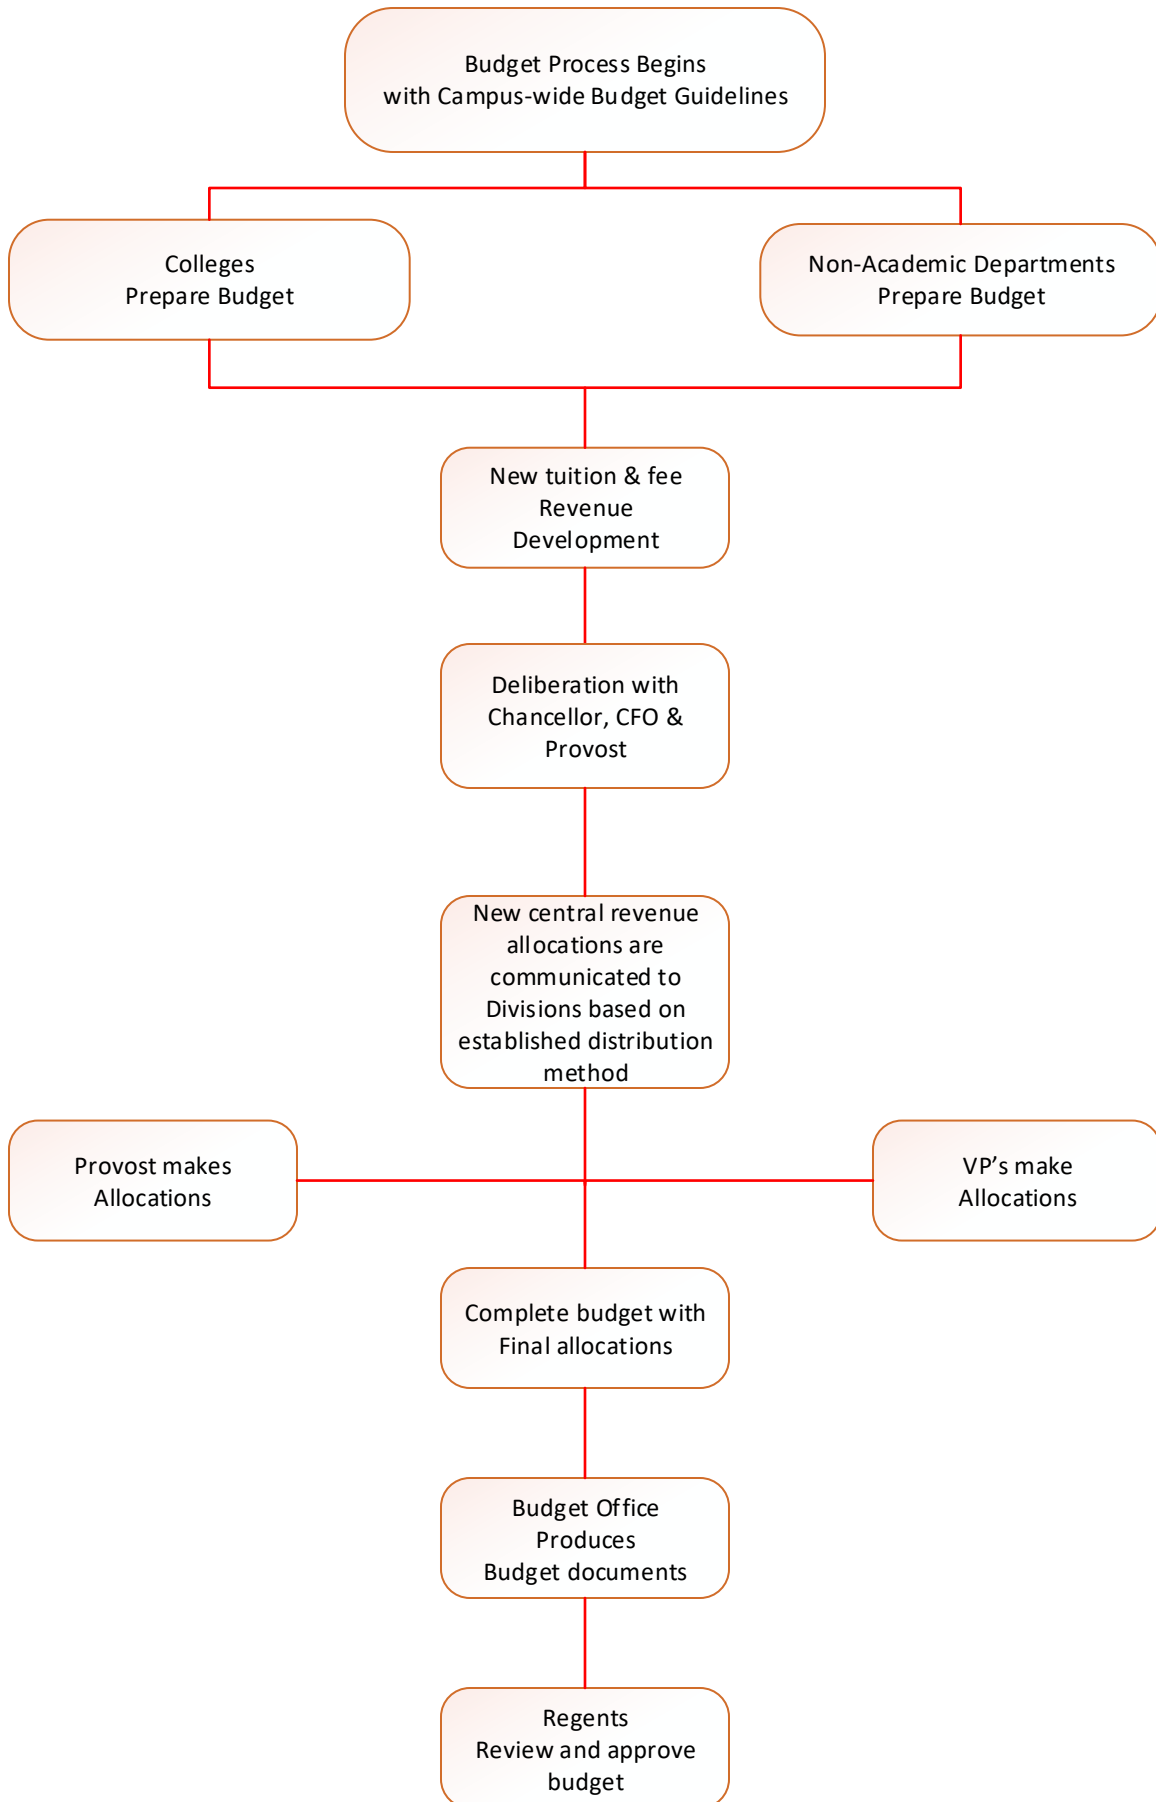 Budget Process Begins
with Campus-wide Budget Guidelines
Colleges
Prepare Budget
Non-Academic Departments
Prepare Budget
New tuition & fee
Revenue
Development
Deliberation with
Chancellor, CFO &
Provost
New central revenue
allocations are
communicated to
Divisions based on
established distribution
method
Provost makes
Allocations
VP’s make
Allocations
Complete budget with
Final allocations
Budget Office
Produces
Budget documents
Regents
Review and approve
budget